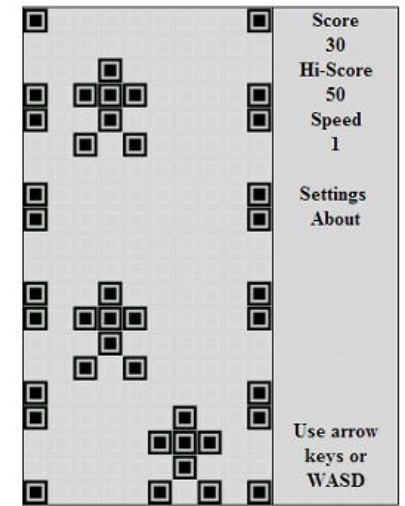 Score
30
Hi-Score
50
Speed
1
Settings
About
Use arrow
keys or
WASD